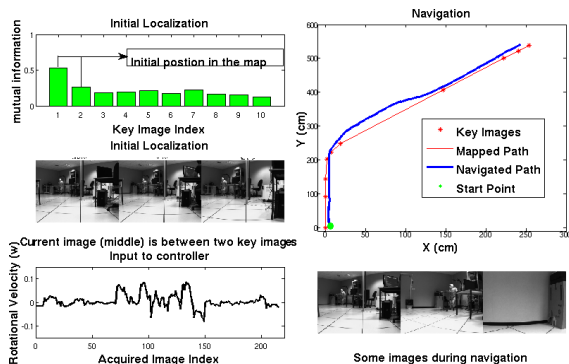 Initial Localization
mutual information
1
0.5
0
Initial postion in the map
1 2 3 4 5 6 7 8 9 10
Key Image Index
Initial Localization
Current image (middle) is between two key images
Input to controller
Rotational Velocity (w)
0.1
0
-0.1
0 50 100 150 200
Acquired Image Index
Navigation
Y (cm)
600
500
400
300
200
100
0
Key Images
Mapped Path
Navigated Path
Start Point
0 50 100 150 200 250 300
X (cm)
Some images during navigation